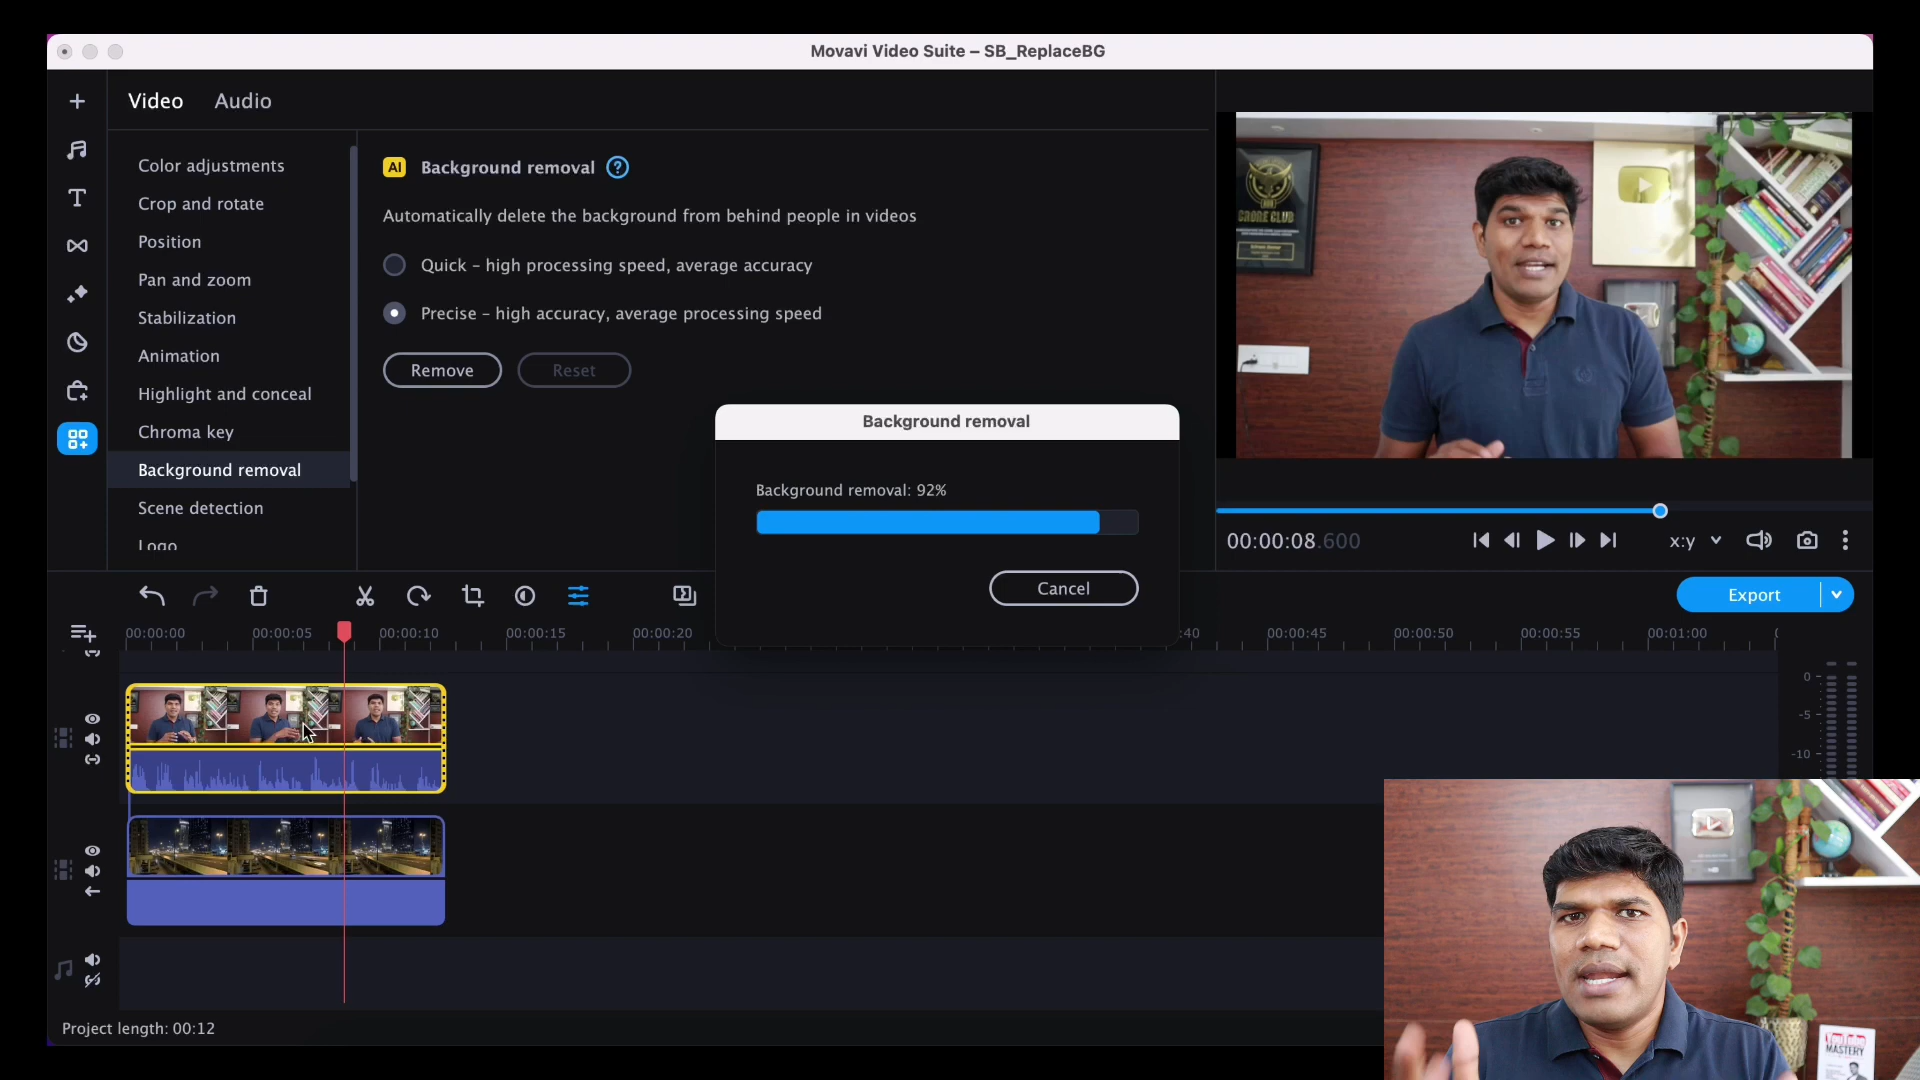 Movavi Video Suite – SB_ReplaceBG
Video
Audio
Color adjustments
Crop and rotate
Position
Pan and zoom
Stabilization
Animation
Highlight and conceal
Chroma key
Background removal
Scene detection
Logo
AI
Background removal
?
Automatically delete the background from behind people in videos
Quick – high processing speed, average accuracy
Precise – high accuracy, average processing speed
Remove
Reset
CRORE CLUB
Background removal
Background removal: 92%
Cancel
00:00:08.600
x:y
Export
00:00:00
00:00:05
00:00:10
00:00:15
00:00:20
:40
00:00:45
00:00:50
00:00:55
00:01:00
0
-5
-10
YouTube
MASTERY
Project length: 00:12